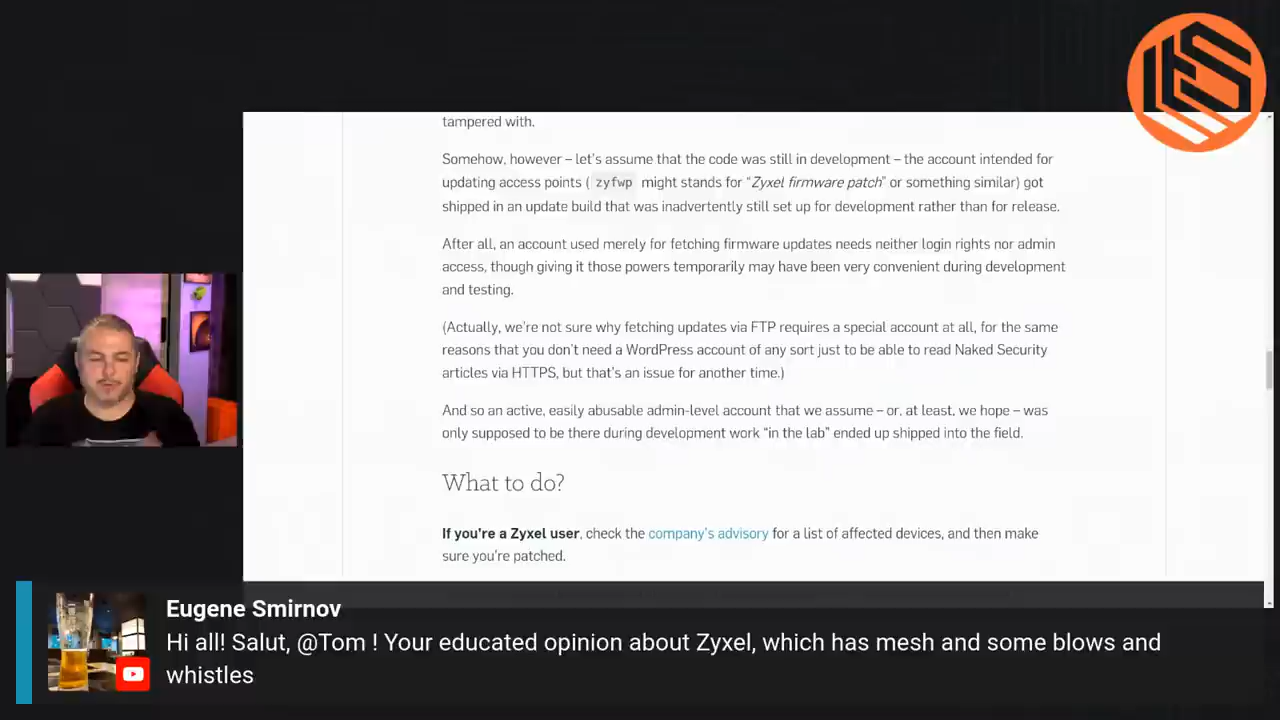 tampered with.
Somehow, however – let's assume that the code was still in development – the account intended for
updating access points ( zyfwp might stands for "Zyxel firmware patch" or something similar) got
shipped in an update build that was inadvertently still set up for development rather than for release.
After all, an account used merely for fetching firmware updates needs neither login rights nor admin
access, though giving it those powers temporarily may have been very convenient during development
and testing.
(Actually, we're not sure why fetching updates via FTP requires a special account at all, for the same
reasons that you don't need a WordPress account of any sort just to be able to read Naked Security
articles via HTTPS, but that's an issue for another time.)
And so an active, easily abusable admin-level account that we assume – or, at least, we hope – was
only supposed to be there during development work "in the lab" ended up shipped into the field.
What to do?
If you're a Zyxel user, check the company's advisory for a list of affected devices, and then make
sure you're patched.
Eugene Smirnov
Hi all! Salut, @Tom ! Your educated opinion about Zyxel, which has mesh and some blows and
whistles